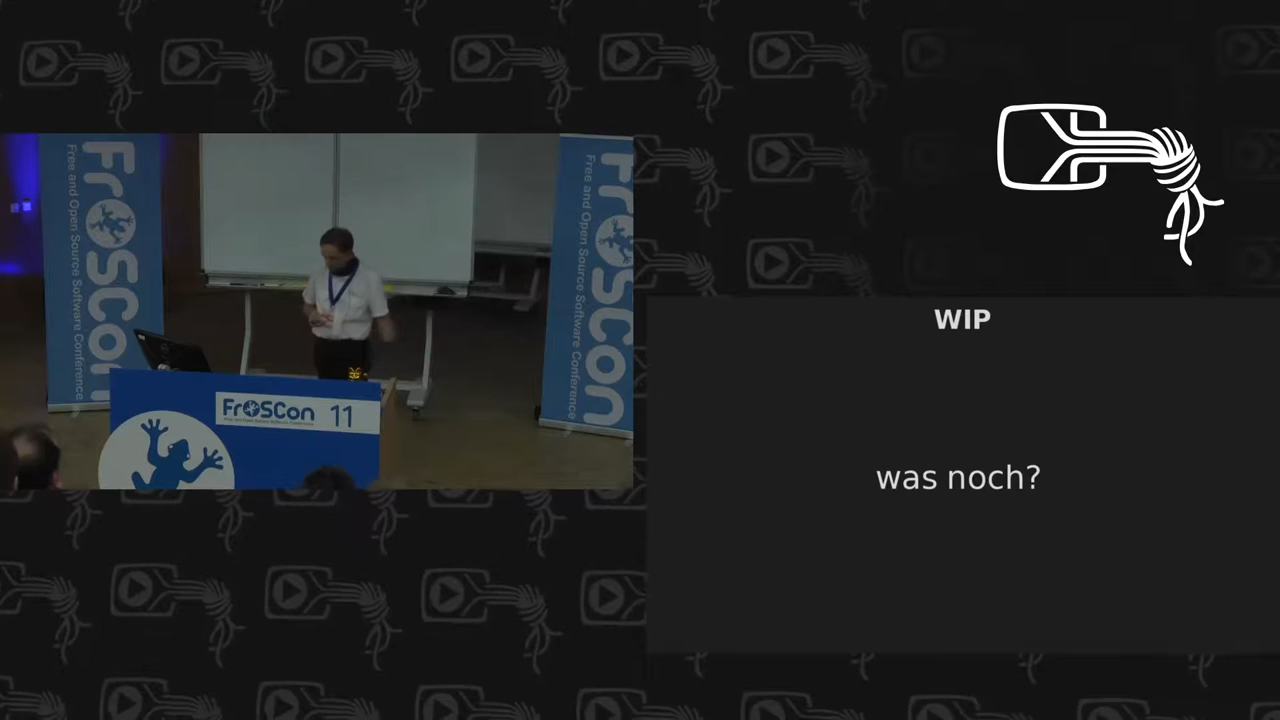 FrOSCon
Free and Open Source Software Conference
FrOSCon
Free and Open Source Software Conference
FrOSCon 11
WIP
was noch?